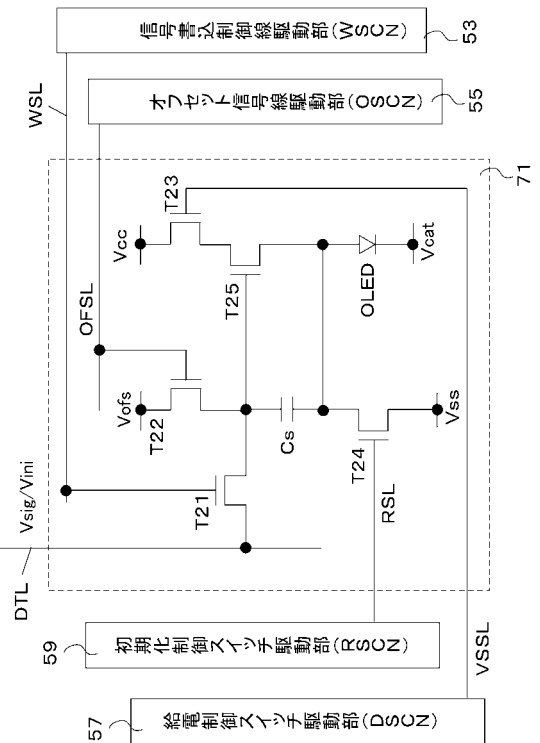 信号書込制御線駆動部(WSCN)
53
WSL
オフセット信号線駆動部(OSCN)
55
71
OFSL
Vcc
T23
T25
OLED
Vcat
Vofs
T22
Cs
T24
Vss
Vsig/Vini
T21
RSL
DTL
59
初期化制御スイッチ駆動部(RSCN)
VSSL
57
給電制御スイッチ駆動部(DSCN)